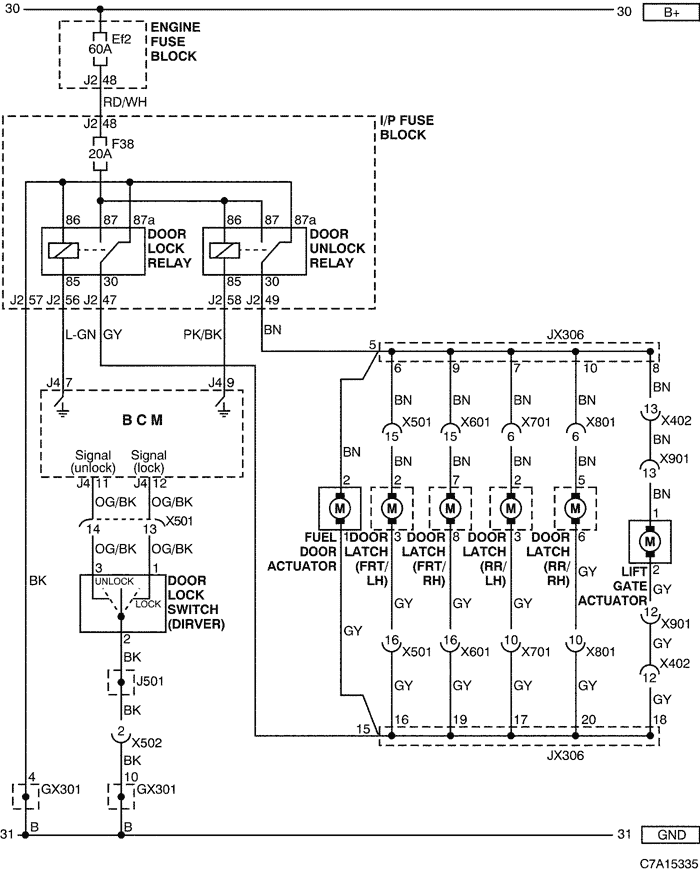 30
30 B+
Ef2
60A
ENGINE
FUSE
BLOCK
J2 48
RD/WH
J2 48
I/P FUSE
BLOCK
F38
20A
86 87 87a
DOOR
LOCK
RELAY
86 87 87a
DOOR
UNLOCK
RELAY
85 30
85 30
J2 57 J2 56 J2 47 J2 58 J2 49
L-GN GY PK/BK BN
J4 7 J4 9
BCM
Signal
(unlock)
Signal
(lock)
J4 11 J4 12
OG/BK OG/BK
X501
14 13
OG/BK OG/BK
3 1
UNLOCK
LOCK
DOOR
LOCK
SWITCH
(DIRVER)
BK
2
BK
J501
BK
2 X502
BK
4 GX301
10 GX301
B B
31
31 GND
5 JX306
6 9 7 10 8
BN BN BN BN BN
13 X402
15 X501
15 X601
6 X701
6 X801
BN
X901
13
BN BN BN BN BN BN
2 2 7 2 5 1
M M M M M M
1 3 8 3 6 2
FUEL
DOOR
ACTUATOR
DOOR
LATCH
(FRT/
LH)
DOOR
LATCH
(FRT/
RH)
DOOR
LATCH
(RR/
LH)
DOOR
LATCH
(RR/
RH)
LIFT
GATE
ACTUATOR
GY GY GY GY GY GY
12 X901
16 X501
16 X601
10 X701
10 X801
GY
X402
12
GY GY GY GY GY
15 16 19 17 20 18
JX306
C7A15335